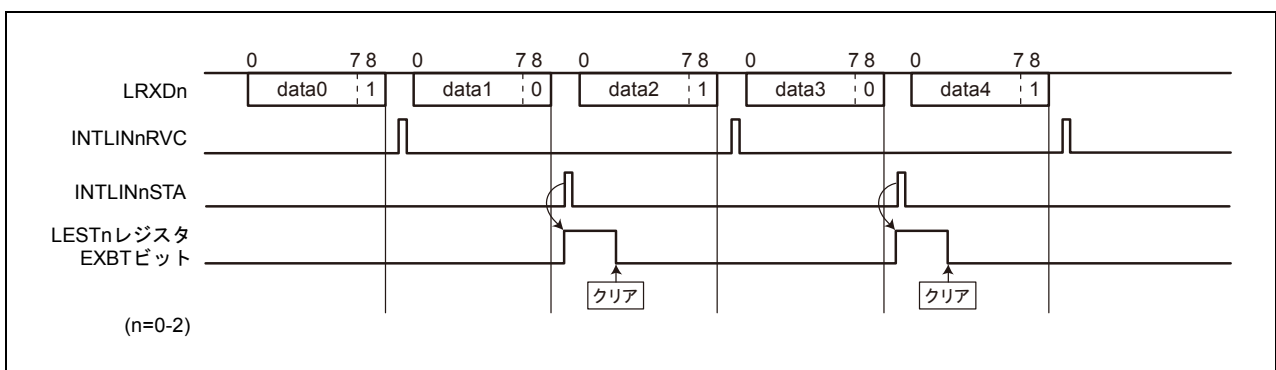 0 7 8 0 7 8 0 7 8 0 7 8 0 7 8
LRXDn data0 1 data1 0 data2 1 data3 0 data4 1
INTLINnRVC
INTLINnSTA
LESTnレジスタ
EXBTビット
クリア クリア
(n=0-2)